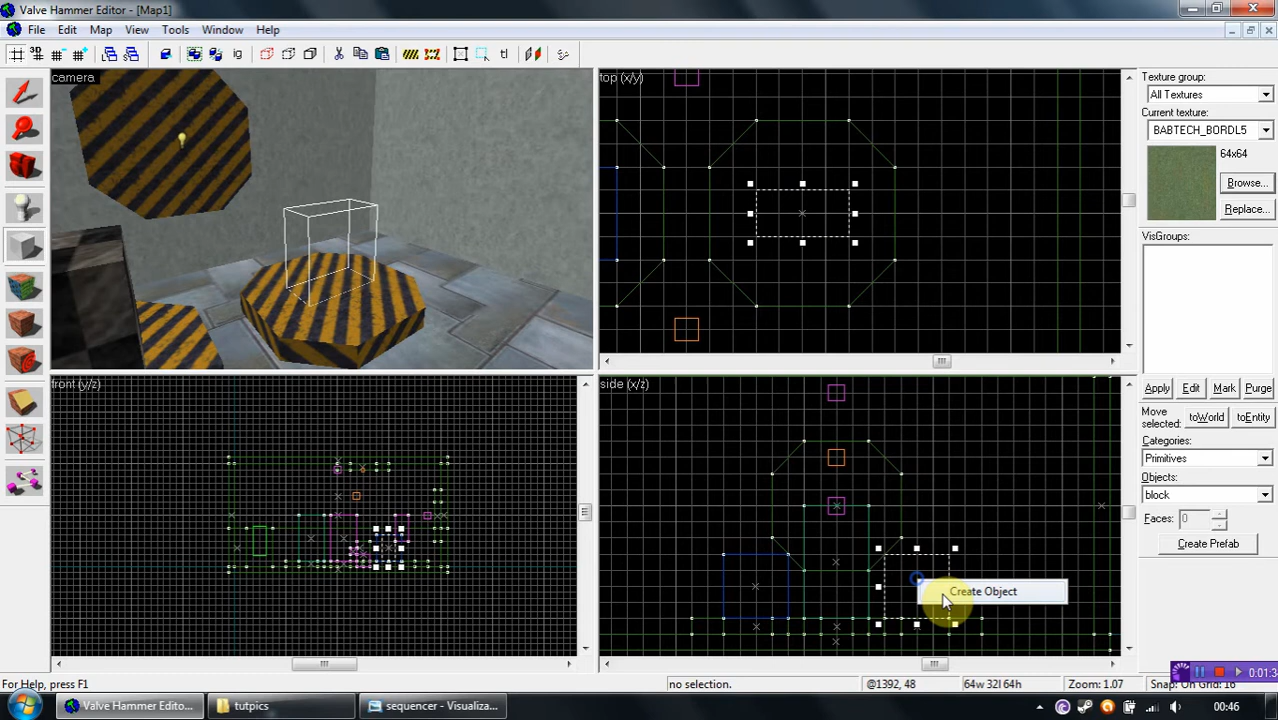 Valve Hammer Editor - [Map1]
File Edit Map View Tools Window Help
3D
ig
tl
camera
top (x/y)
front (y/z)
side (x/z)
Create Object
Texture group:
All Textures
Current texture:
BABTECH_BORDL5
64x64
Browse...
Replace...
VisGroups:
Apply Edit Mark Purge
Move selected:
toWorld toEntity
Categories:
Primitives
Objects:
block
Faces: 0
Create Prefab
For Help, press F1
no selection.
@1392, 48
64w 32l 64h
Zoom: 1.07
Snap: On Grid: 16
Valve Hammer Edito...
tutpics
sequencer - Visualiza...
00:46